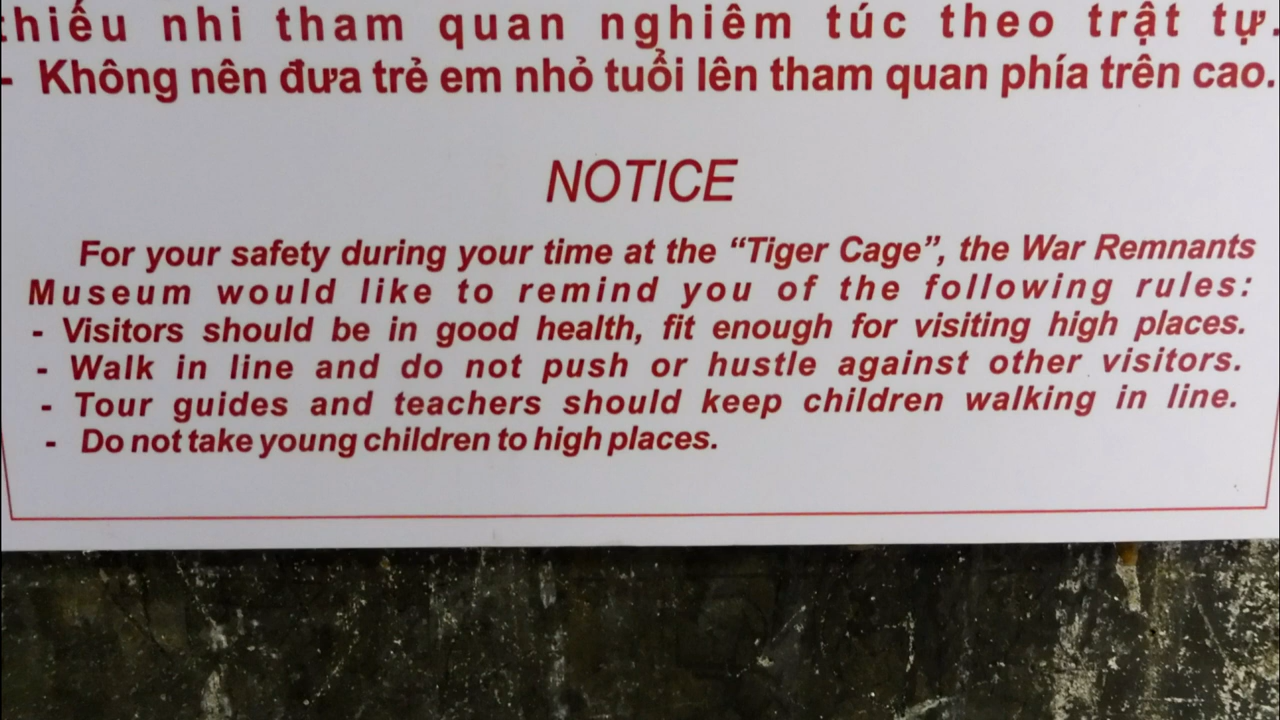 thiếu nhi tham quan nghiêm túc theo trật tự.
- Không nên đưa trẻ em nhỏ tuổi lên tham quan phía trên cao.
NOTICE
For your safety during your time at the “Tiger Cage”, the War Remnants
Museum would like to remind you of the following rules:
- Visitors should be in good health, fit enough for visiting high places.
- Walk in line and do not push or hustle against other visitors.
- Tour guides and teachers should keep children walking in line.
- Do not take young children to high places.